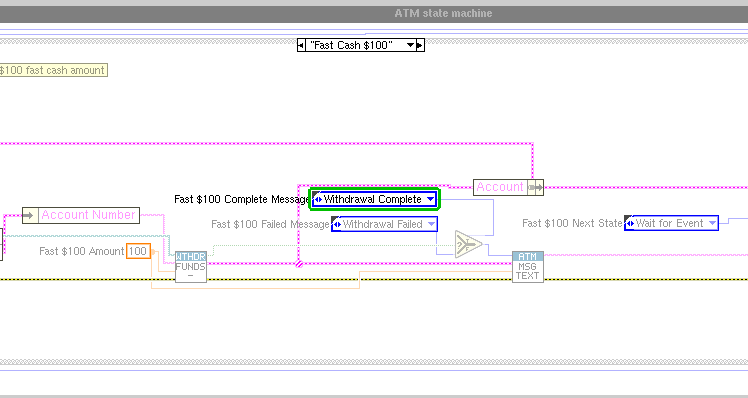 ATM state machine
"Fast Cash $100"
$100 fast cash amount
Account
Fast $100 Complete Message
Withdrawal Complete
Account Number
Fast $100 Failed Message
Withdrawal Failed
Fast $100 Next State
Wait for Event
Fast $100 Amount
100
WTHDR
FUNDS
ATM
MSG
TEXT